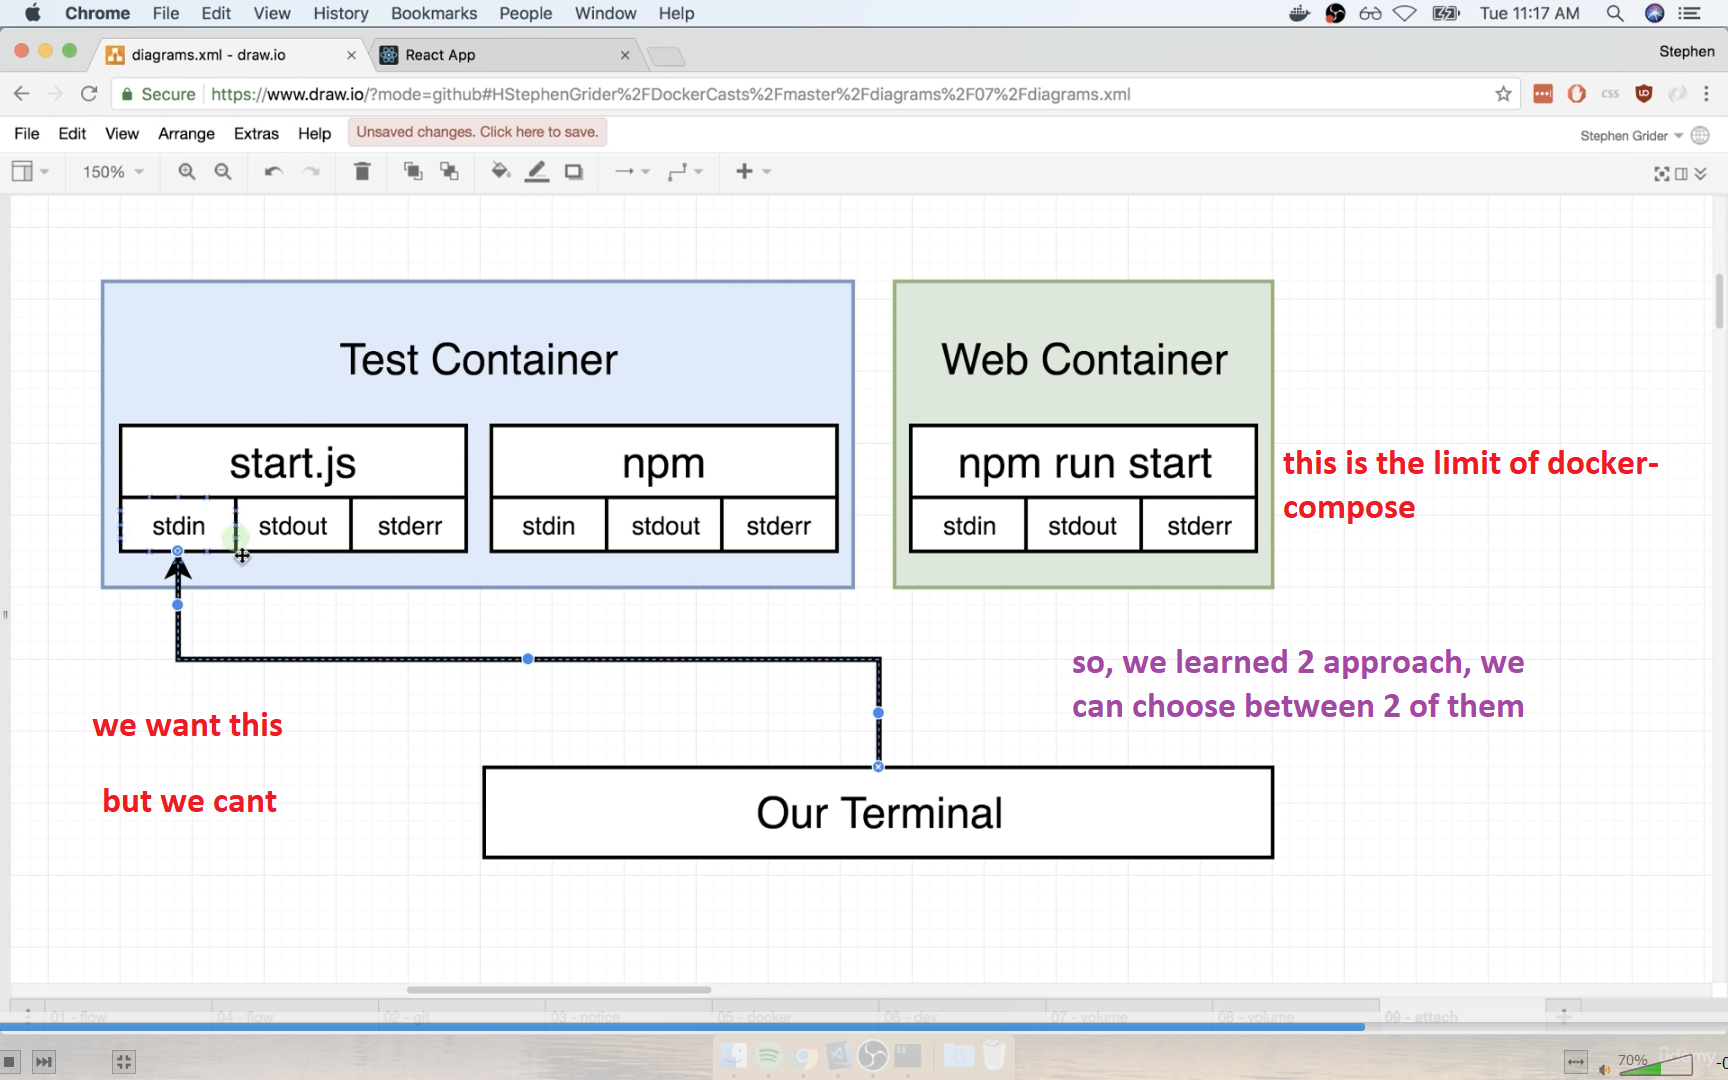 Chrome File Edit View History Bookmarks People Window Help Tue 11:17 AM
diagrams.xml - draw.io React App Stephen
Secure https://www.draw.io/?mode=github#HStephenGrider%2FDockerCasts%2Fmaster%2Fdiagrams%2F07%2Fdiagrams.xml
File Edit View Arrange Extras Help Unsaved changes. Click here to save. Stephen Grider
150%
Test Container
Web Container
start.js
npm
npm run start
stdin stdout stderr
stdin stdout stderr
stdin stdout stderr
this is the limit of docker-
compose
so, we learned 2 approach, we
can choose between 2 of them
we want this
but we cant
Our Terminal
01 - flow 04 - flow 02 - git 03 - notice 05 - docker 06 - dev 07 - volume 08 - volume 09 - attach
70%
Udemy